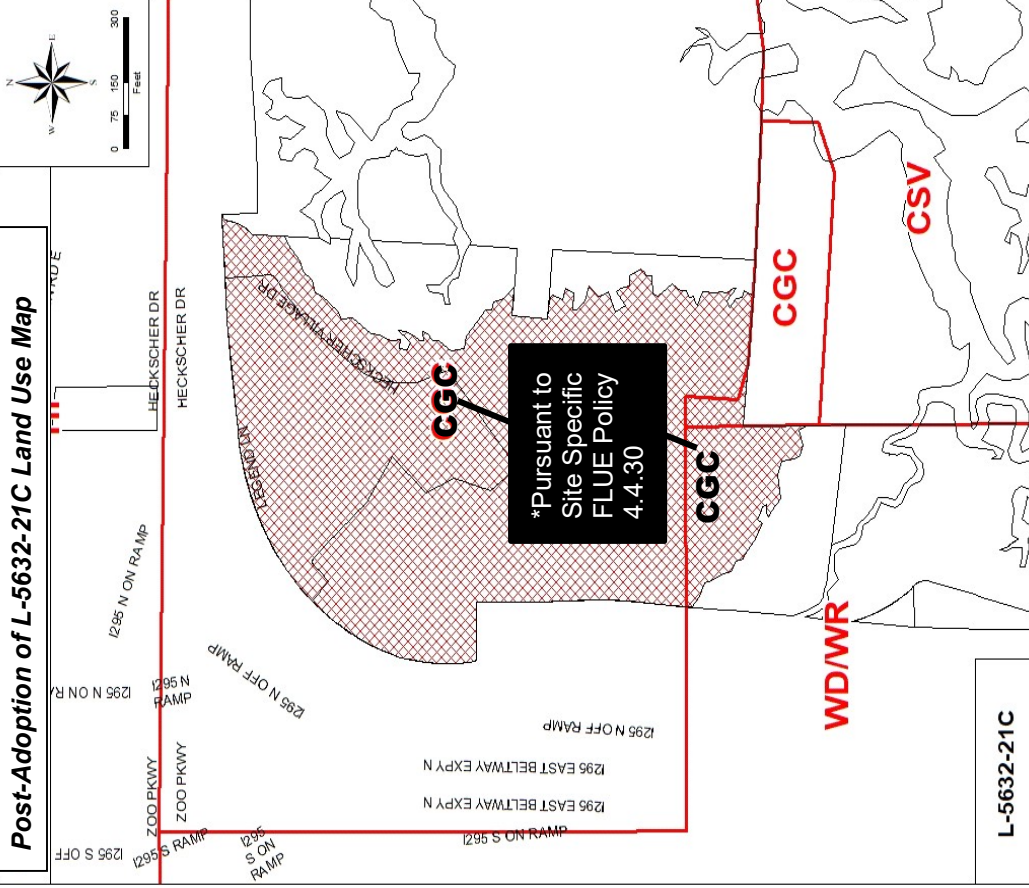 Post-Adoption of L-5632-21C Land Use Map
N
W
E
S
0
75
150
300
Feet
HECKSCHER DR
HECKSCHER DR
LEGEND LN
HECKSCHER VILLAGE DR
I295 N ON RAMP
I295 N
RAMP
I295 N OFF RAMP
ZOO PKWY
ZOO PKWY
I295 S OFF
I295 S RAMP
I295
S ON
RAMP
I295 S ON RAMP
I295 EAST BELTWAY EXPY N
I295 EAST BELTWAY EXPY N
I295 N OFF RAMP
CGC
*Pursuant to
Site Specific
FLUE Policy
4.4.30
CGC
CGC
CSV
WD/WR
L-5632-21C